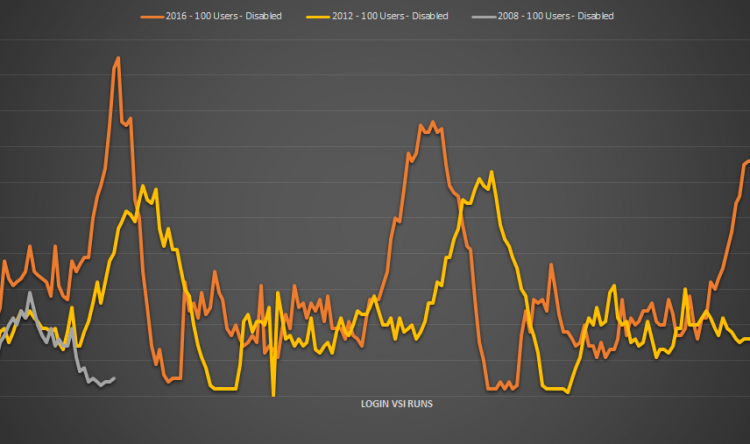 2016 - 100 Users - Disabled 2012 - 100 Users - Disabled 2008 - 100 Users - Disabled
LOGIN VSI RUNS